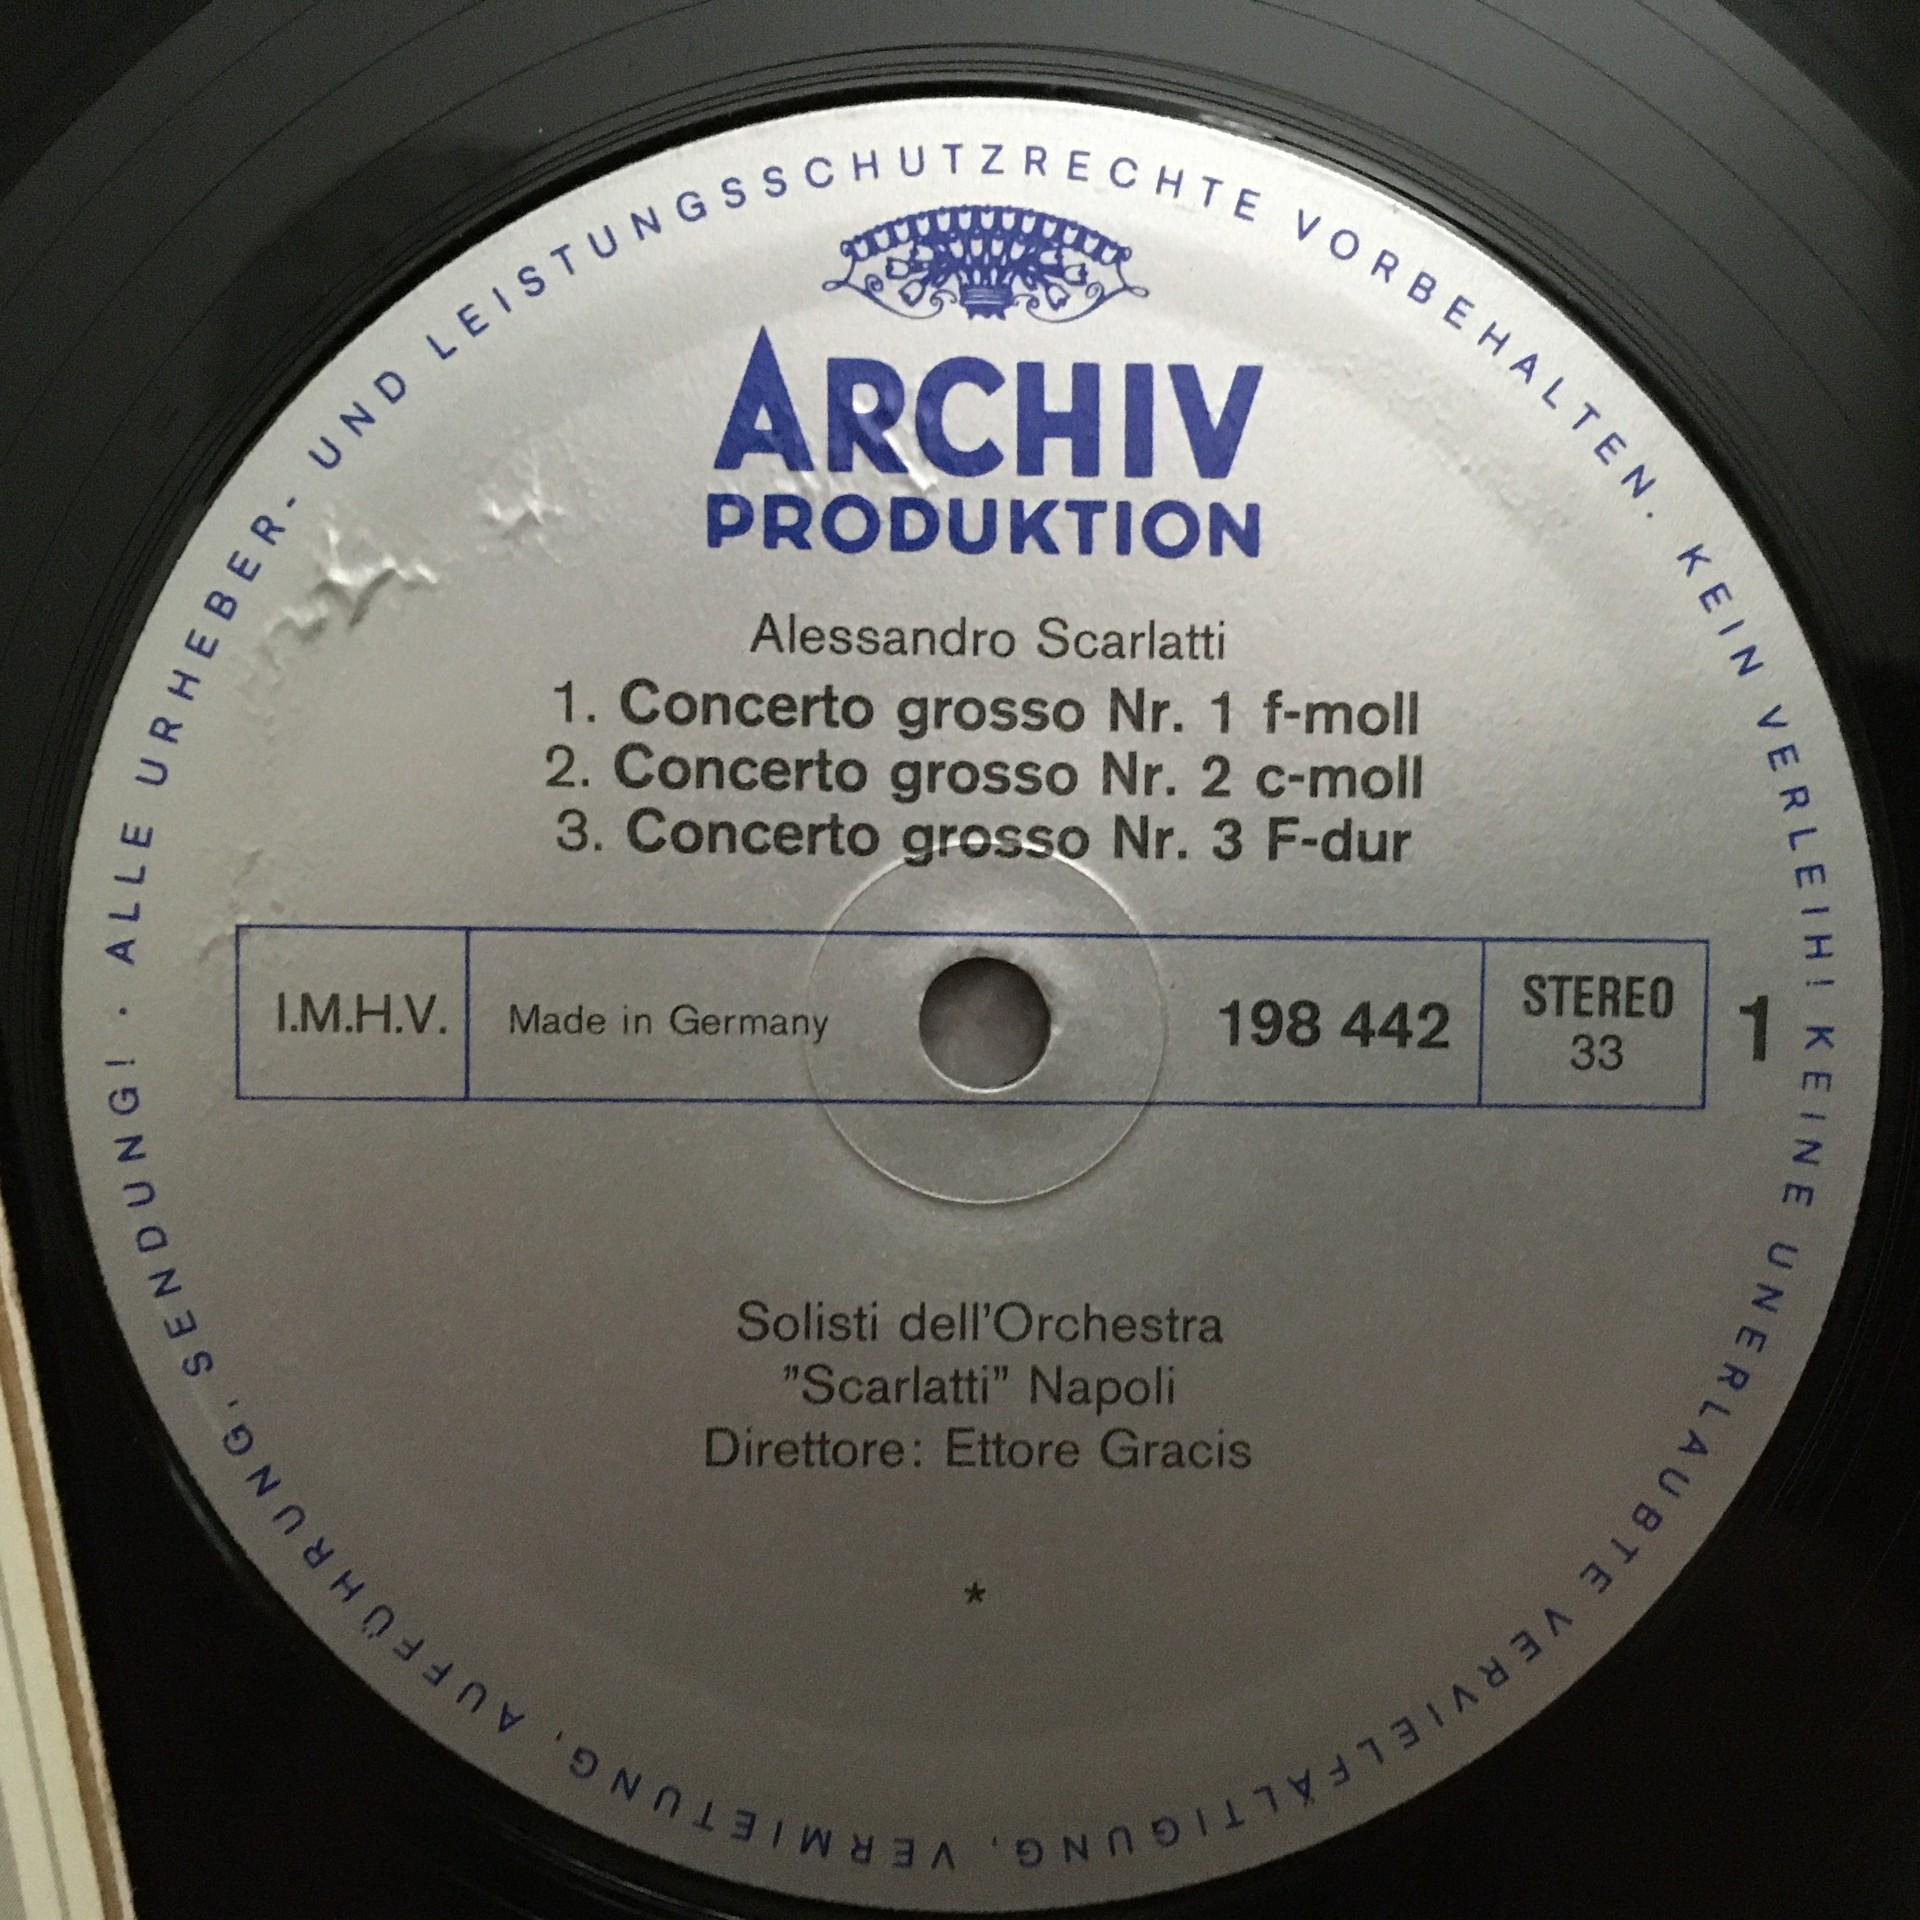 ALLE URHEBER- UND LEISTUNGSSCHUTZRECHTE VORBEHALTEN. KEIN VERLEIH! KEINE UNERLAUBTE VERVIELFÄLTIGUNG, VERMIETUNG, AUFFÜHRUNG, SENDUNG! ·
ARCHIV
PRODUKTION
Alessandro Scarlatti
1. Concerto grosso Nr. 1 f-moll
2. Concerto grosso Nr. 2 c-moll
3. Concerto grosso Nr. 3 F-dur
I.M.H.V. Made in Germany 198 442 STEREO 33 1
Solisti dell'Orchestra
"Scarlatti" Napoli
Direttore: Ettore Gracis
*